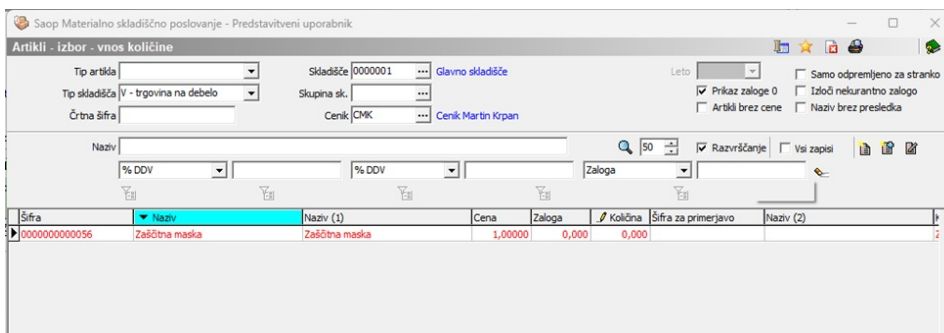 Saop Materialno skladiščno poslovanje - Predstavitveni uporabnik
Artikli - izbor - vnos količine
Tip artikla Skladišče 0000001 ... Glavno skladišče Leto Samo odpremljeno za stranko
Tip skladišča V - trgovina na debelo Skupina sk. ... Prikaz zaloge 0 Izloči nekurantno zalogo
Črtna šifra Cenik CMK ... Cenik Martin Krpan Artikli brez cene Naziv brez presledka
Naziv 50 Razvrščanje Vsi zapisi
% DDV % DDV Zaloga
Šifra Naziv Naziv (1) Cena Zaloga Količina Šifra za primerjavo Naziv (2)
0000000000056 Zaščitna maska Zaščitna maska 1,00000 0,000 0,000